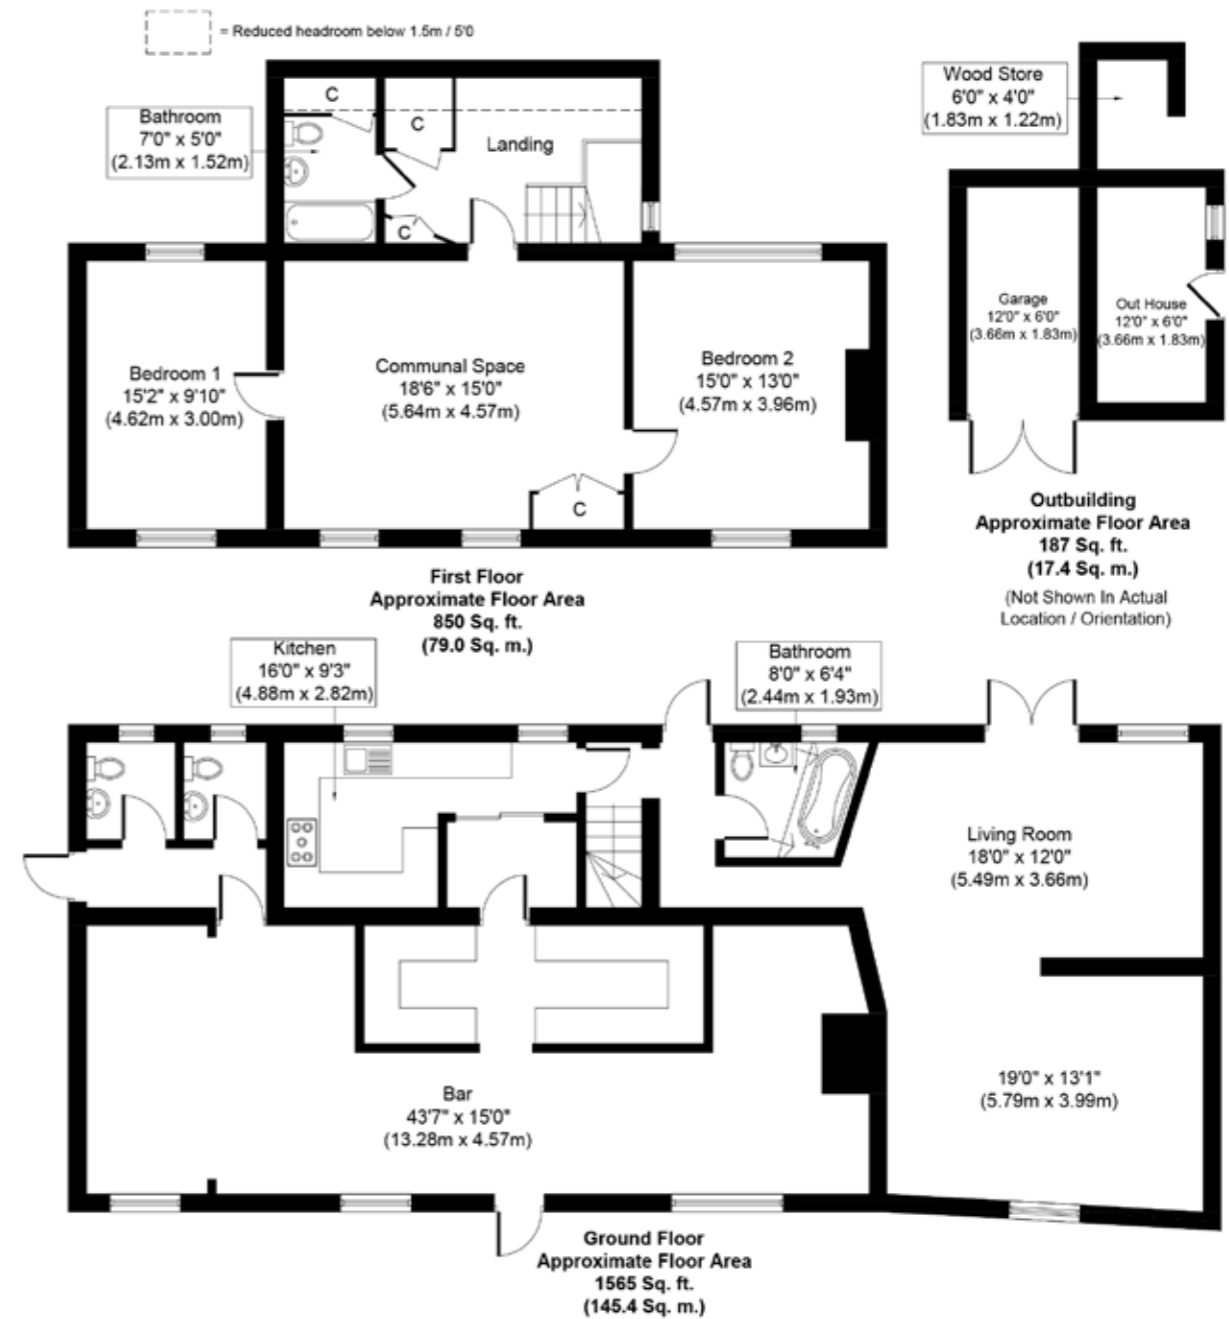 = Reduced headroom below 1.5m / 5'0
Bathroom
7'0" x 5'0"
(2.13m x 1.52m)
C
C
Landing
C
Bedroom 1
15'2" x 9'10"
(4.62m x 3.00m)
Communal Space
18'6" x 15'0"
(5.64m x 4.57m)
Bedroom 2
15'0" x 13'0"
(4.57m x 3.96m)
C
First Floor
Approximate Floor Area
850 Sq. ft.
(79.0 Sq. m.)
Wood Store
6'0" x 4'0"
(1.83m x 1.22m)
Garage
12'0" x 6'0"
(3.66m x 1.83m)
Out House
12'0" x 6'0"
(3.66m x 1.83m)
Outbuilding
Approximate Floor Area
187 Sq. ft.
(17.4 Sq. m.)
(Not Shown In Actual
Location / Orientation)
Kitchen
16'0" x 9'3"
(4.88m x 2.82m)
Bathroom
8'0" x 6'4"
(2.44m x 1.93m)
Living Room
18'0" x 12'0"
(5.49m x 3.66m)
19'0" x 13'1"
(5.79m x 3.99m)
Bar
43'7" x 15'0"
(13.28m x 4.57m)
Ground Floor
Approximate Floor Area
1565 Sq. ft.
(145.4 Sq. m.)